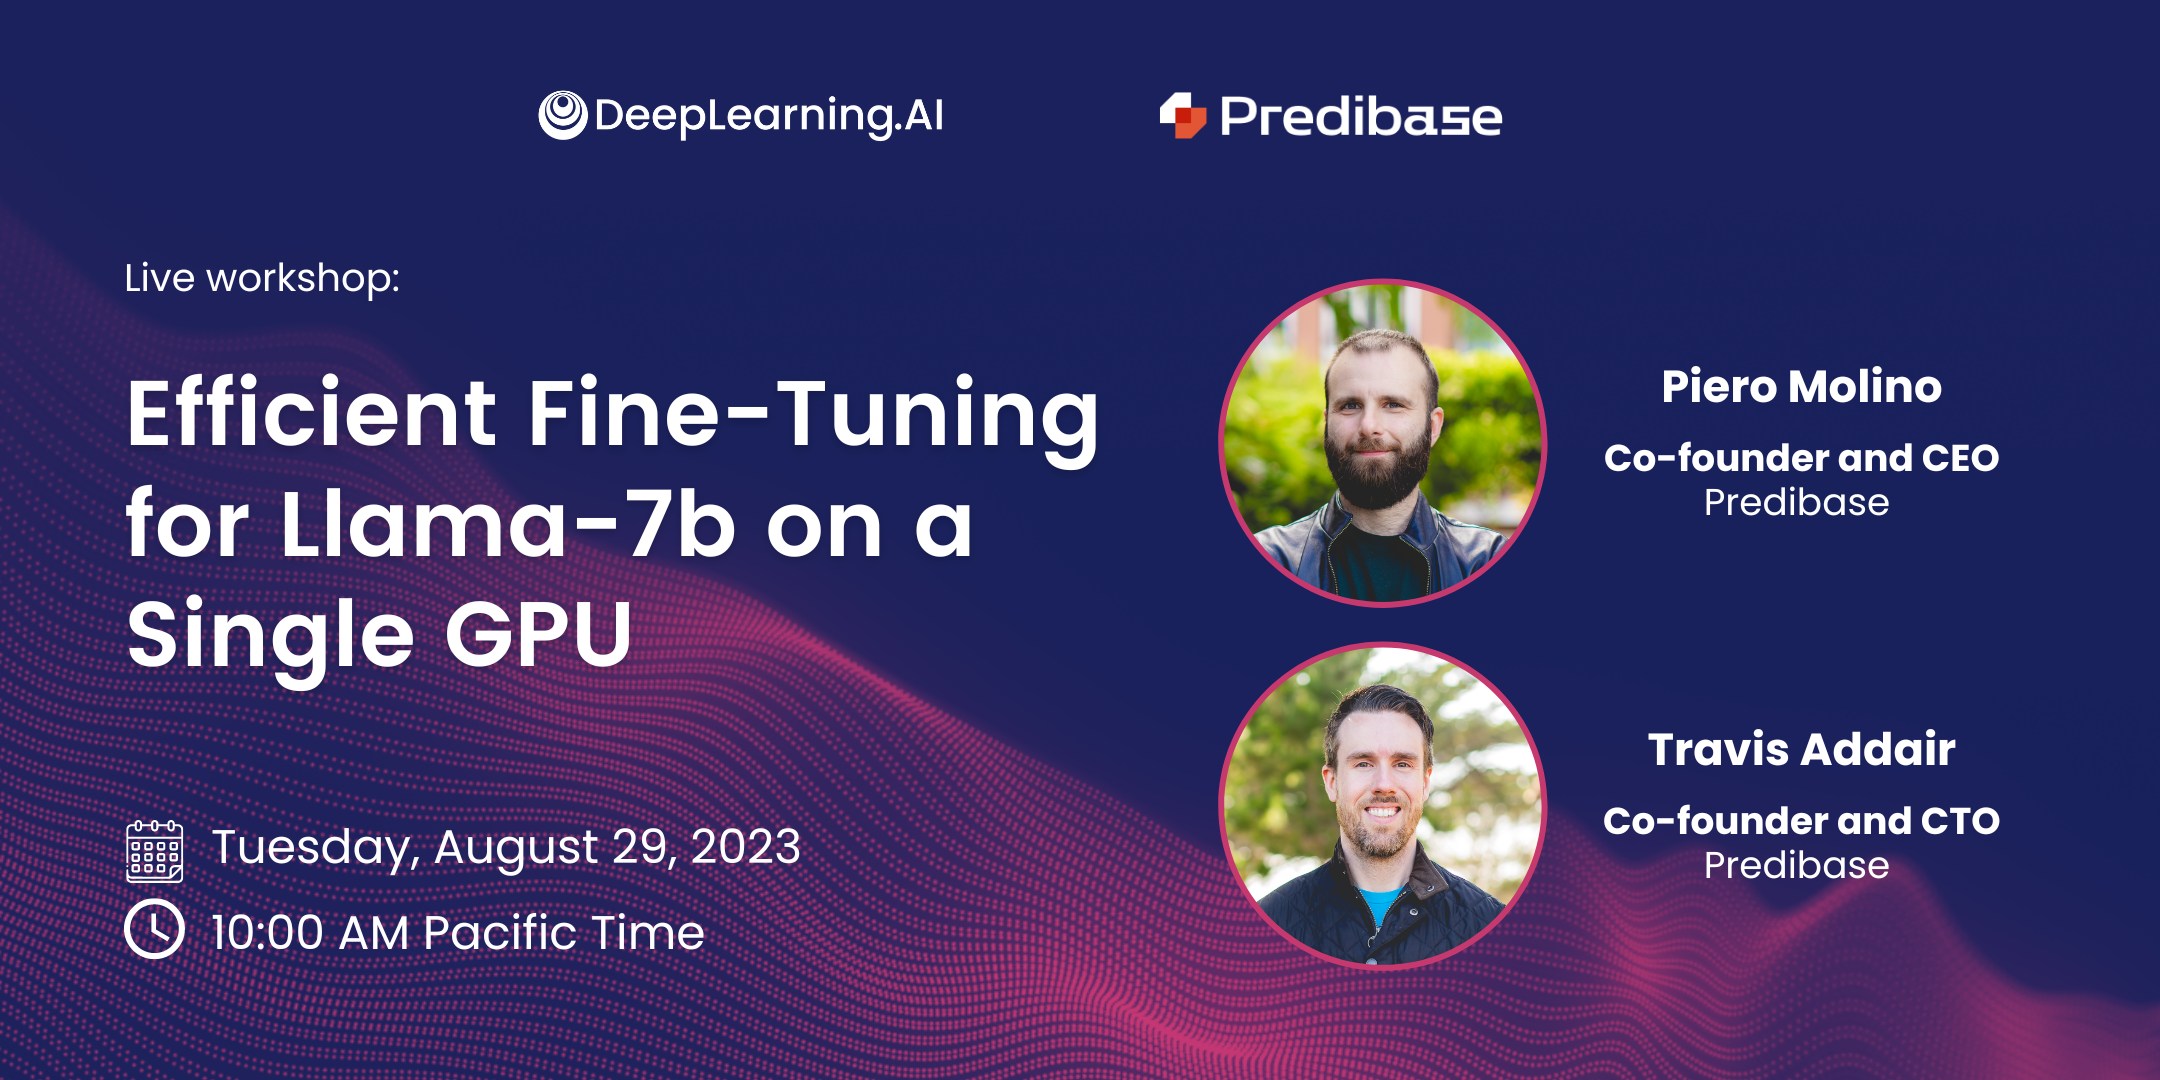 DeepLearning.AI
Predibase
Live workshop:
Efficient Fine-Tuning
for Llama-7b on a
Single GPU
Tuesday, August 29, 2023
10:00 AM Pacific Time
Piero Molino
Co-founder and CEO
Predibase
Travis Addair
Co-founder and CTO
Predibase